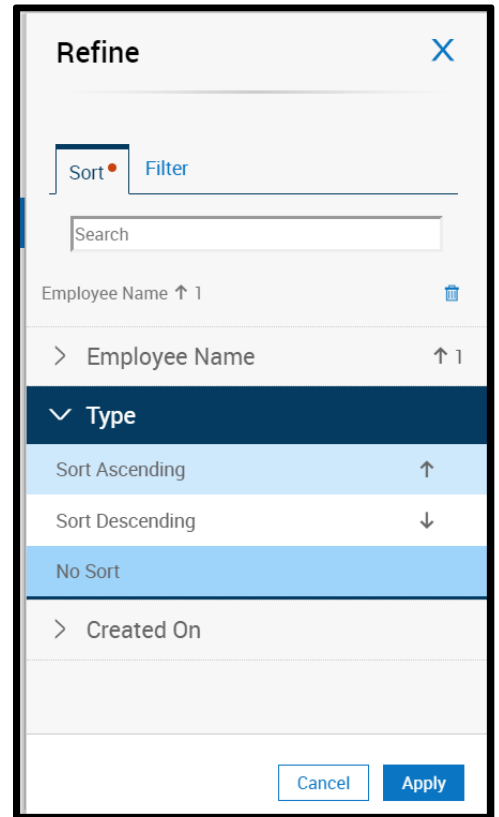 Refine X
Sort Filter
Search
Employee Name ↑ 1
Employee Name ↑ 1
Type
Sort Ascending ↑
Sort Descending ↓
No Sort
Created On
Cancel Apply